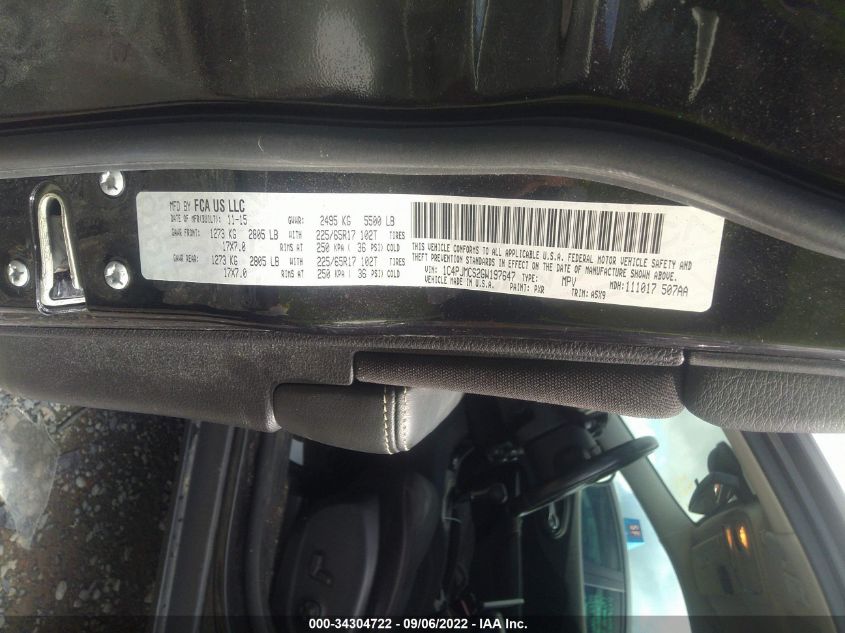 MFD BY FCA US LLC
DATE OF MFR(BUILT): 11-15 GVWR: 2495 KG 5500 LB
GAWR FRONT: 1273 KG 2805 LB WITH 225/65R17 102T TIRES
17X7.0 RIMS AT 250 KPA ( 36 PSI) COLD
GAWR REAR: 1273 KG 2805 LB WITH 225/65R17 102T TIRES
17X7.0 RIMS AT 250 KPA ( 36 PSI) COLD
THIS VEHICLE CONFORMS TO ALL APPLICABLE U.S.A. FEDERAL MOTOR VEHICLE SAFETY AND
THEFT PREVENTION STANDARDS IN EFFECT ON THE DATE OF MANUFACTURE SHOWN ABOVE.
VIN: 1C4PJMCS2GW197647 TYPE: MPV MDH: 111017 507AA
VEHICLE MADE IN U.S.A. PAINT: PXR TRIM: A5X9
000-34304722 — 09/06/2022 — IAA Inc.